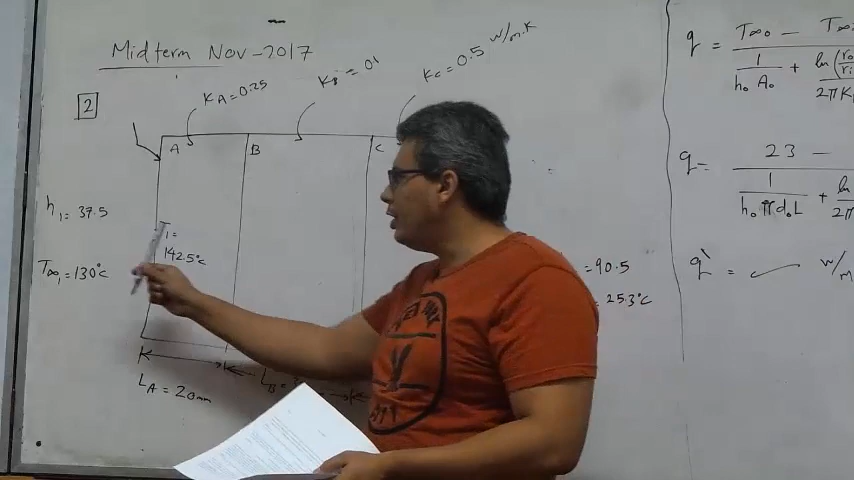 Midterm Nov-2017
2
KA = 0.25
KB = 0.1
KC = 0.5 W/m.K
A
B
C
h1 = 37.5
T∞1 = 130°C
T1 =
142.5°C
= 90.5
= 25.3°C
LA = 20mm
LB =
q = T∞o - T∞
1/(ho Ao) + ln(ro/ri)/2πK
q = 23 -
1/(ho π do L) + ln/2π
q` = W/m